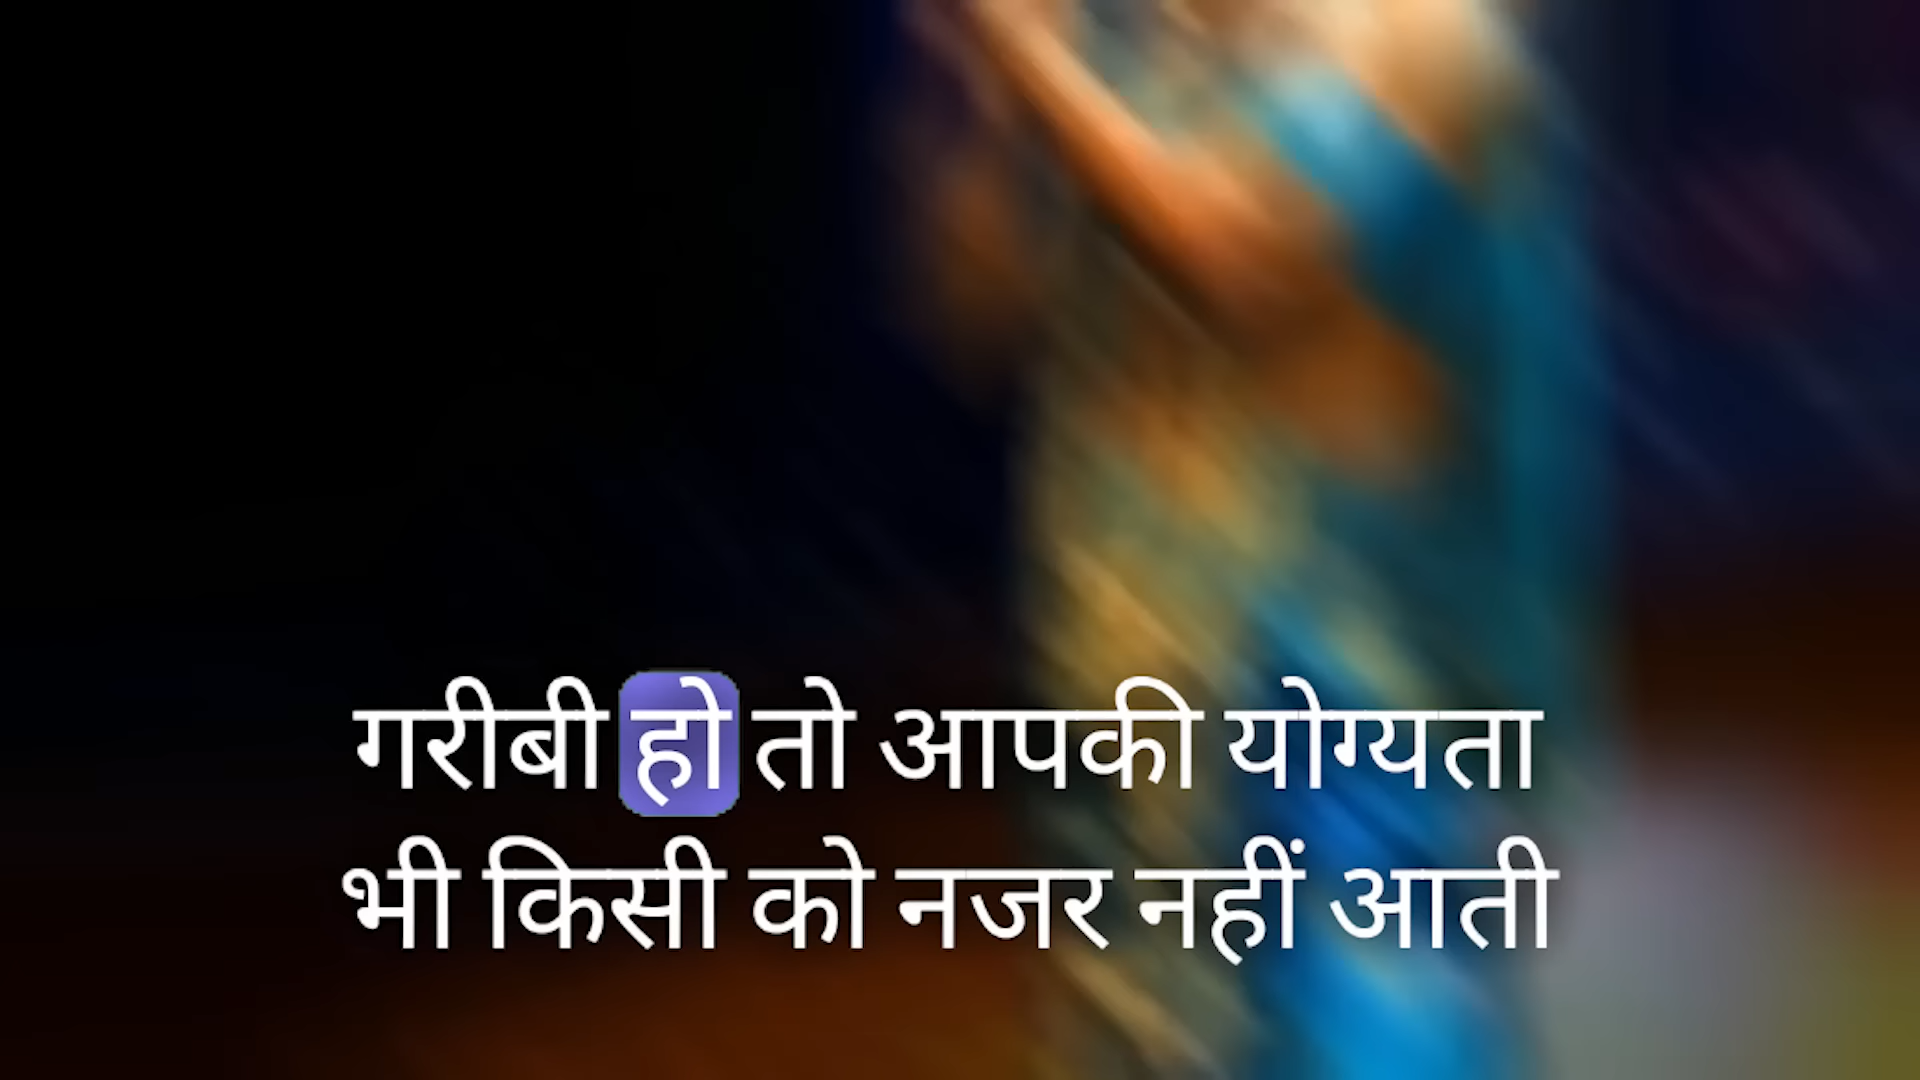 गरीबी हो तो आपकी योग्यता
भी किसी को नजर नहीं आती